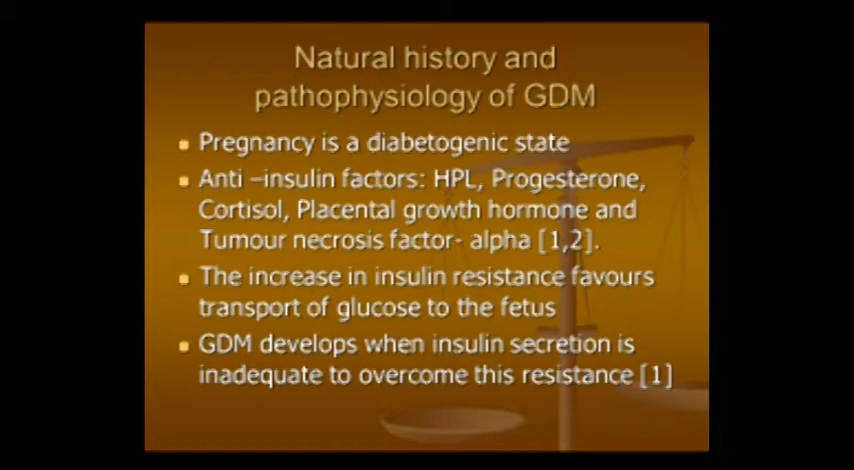 Natural history and
pathophysiology of GDM
Pregnancy is a diabetogenic state
Anti –insulin factors: HPL, Progesterone,
Cortisol, Placental growth hormone and
Tumour necrosis factor- alpha [1,2].
The increase in insulin resistance favours
transport of glucose to the fetus
GDM develops when insulin secretion is
inadequate to overcome this resistance [1]